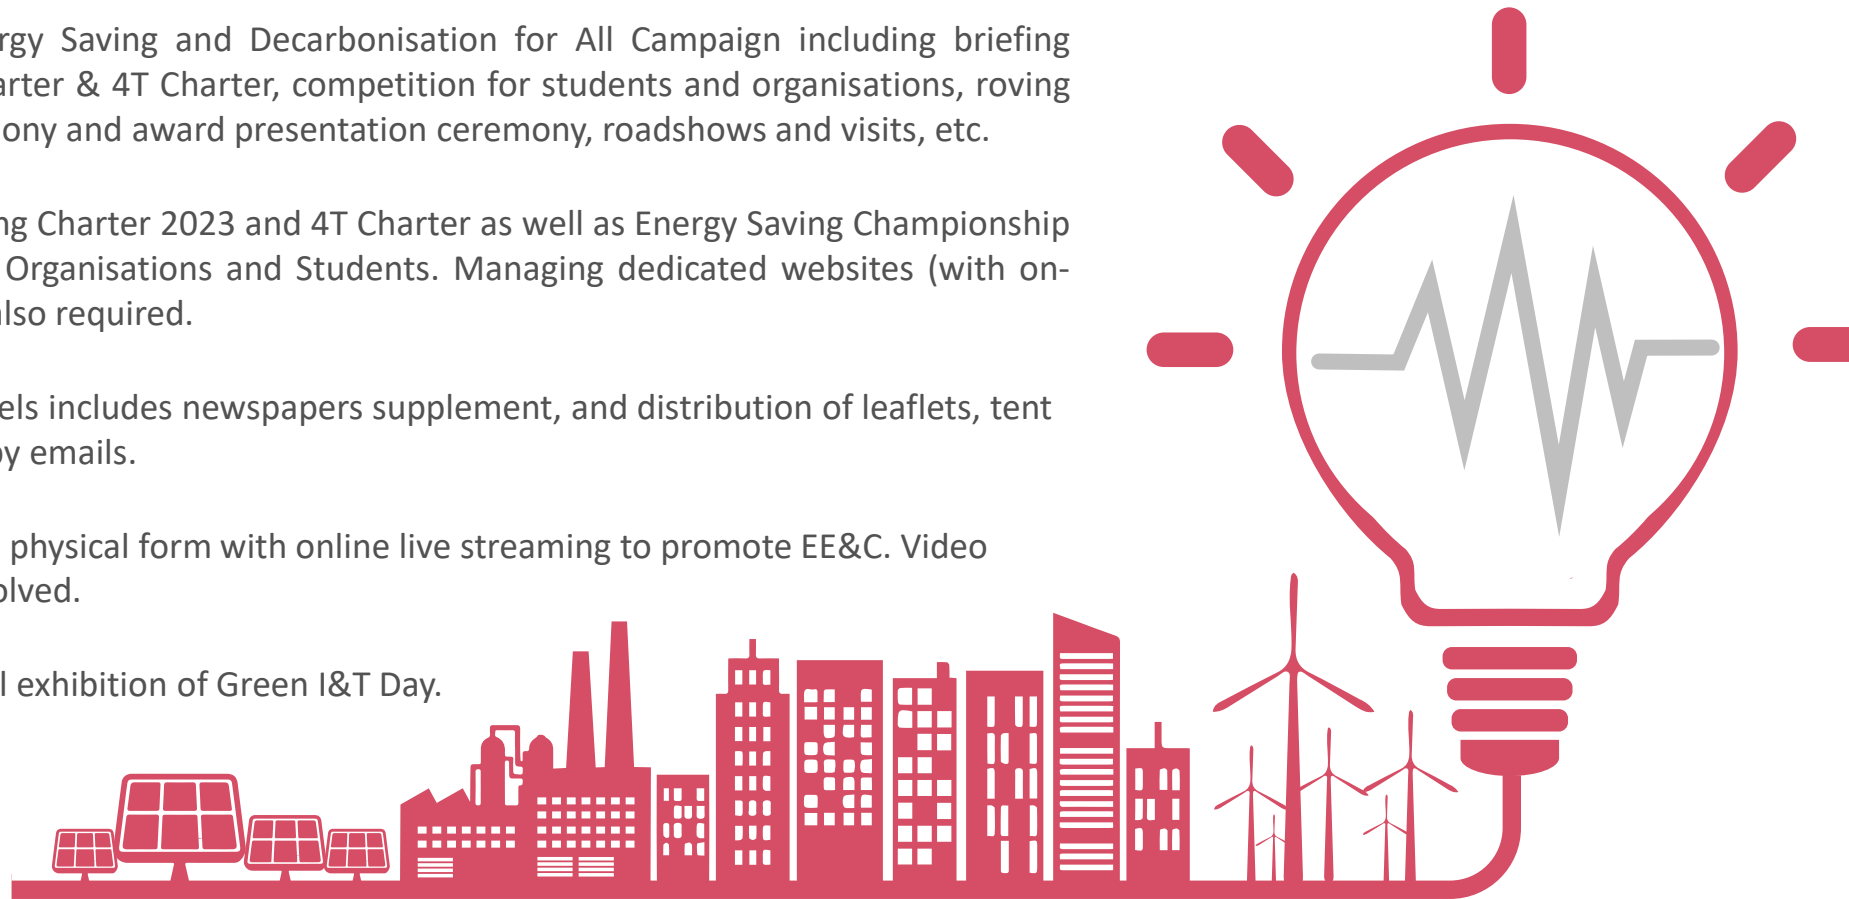 rgy Saving and Decarbonisation for All Campaign including briefing
arter & 4T Charter, competition for students and organisations, roving
ony and award presentation ceremony, roadshows and visits, etc.
ng Charter 2023 and 4T Charter as well as Energy Saving Championship
Organisations and Students. Managing dedicated websites (with on-
also required.
els includes newspapers supplement, and distribution of leaflets, tent
by emails.
physical form with online live streaming to promote EE&C. Video
olved.
l exhibition of Green I&T Day.